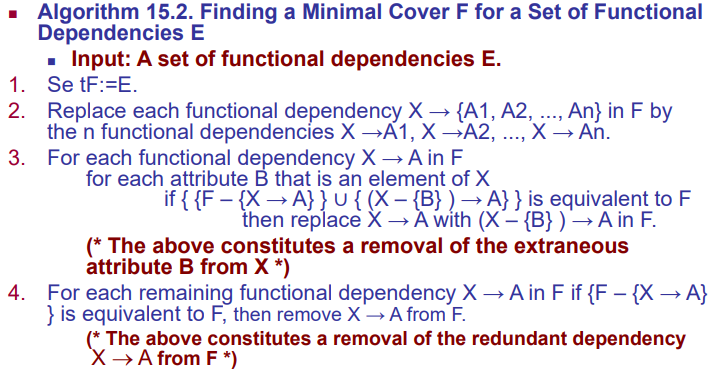 ▪ Algorithm 15.2. Finding a Minimal Cover F for a Set of Functional
Dependencies E
▪ Input: A set of functional dependencies E.
1. Se tF:=E.
2. Replace each functional dependency X → {A1, A2, ..., An} in F by
the n functional dependencies X →A1, X →A2, ..., X → An.
3. For each functional dependency X → A in F
for each attribute B that is an element of X
if { {F – {X → A} } ∪ { (X – {B} ) → A} } is equivalent to F
then replace X → A with (X – {B} ) → A in F.
(* The above constitutes a removal of the extraneous
attribute B from X *)
4. For each remaining functional dependency X → A in F if {F – {X → A}
} is equivalent to F, then remove X → A from F.
(* The above constitutes a removal of the redundant dependency
X → A from F *)